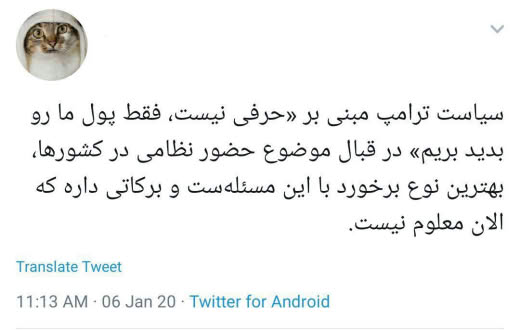 سیاست ترامپ مبنی بر «حرفی نیست، فقط پول ما رو
بدید بریم» در قبال موضوع حضور نظامی در کشورها،
بهترین نوع برخورد با این مسئله‌ست و برکاتی داره که
الان معلوم نیست.
Translate Tweet
11:13 AM · 06 Jan 20 · Twitter for Android